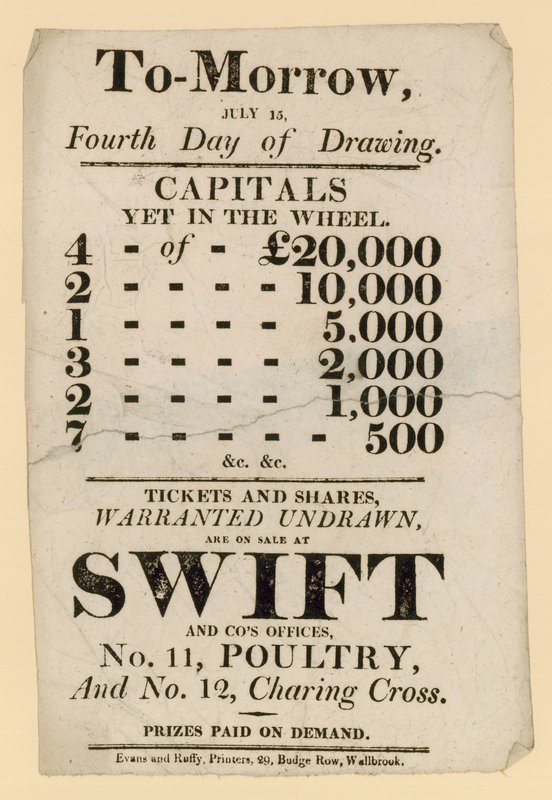 To-Morrow,
JULY 15,
Fourth Day of Drawing.
CAPITALS
YET IN THE WHEEL.
4 - of - £20,000
2 - - - - 10,000
1 - - - - 5,000
3 - - - - 2,000
2 - - - - 1,000
7 - - - - - 500
&c. &c.
TICKETS AND SHARES,
WARRANTED UNDRAWN,
ARE ON SALE AT
SWIFT
AND CO'S OFFICES,
No. 11, POULTRY,
And No. 12, Charing Cross.
PRIZES PAID ON DEMAND.
Evans and Ruffy, Printers, 29, Budge Row, Wallbrook.